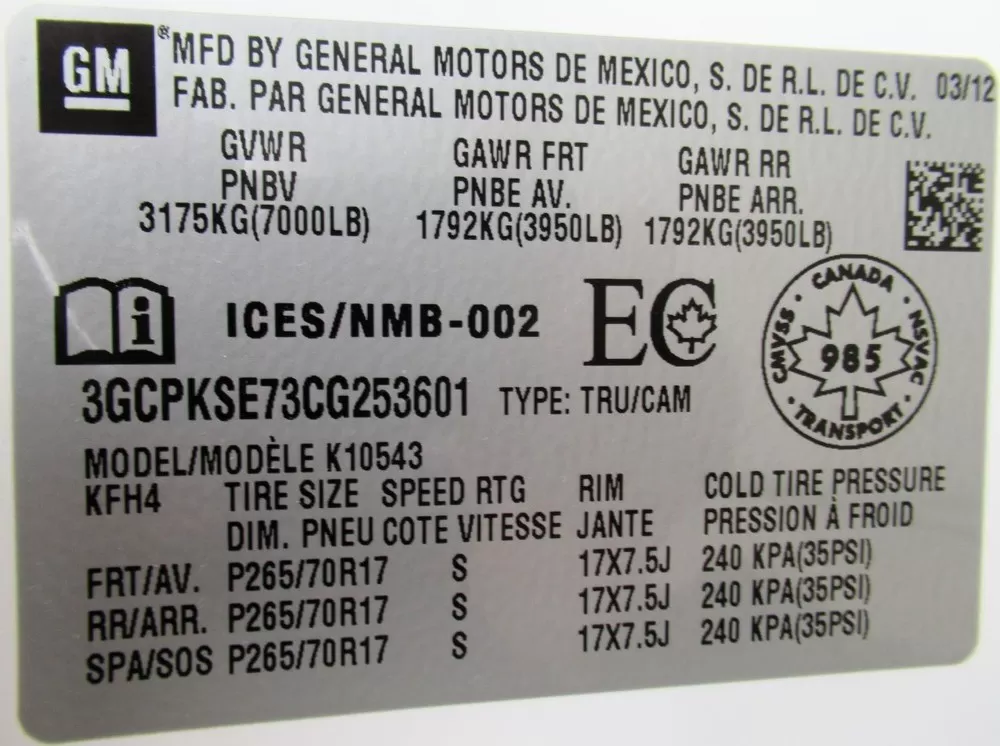 GM
® MFD BY GENERAL MOTORS DE MEXICO, S. DE R.L. DE C.V. 03/12
FAB. PAR GENERAL MOTORS DE MEXICO, S. DE R.L. DE C.V.
GVWR GAWR FRT GAWR RR
PNBV PNBE AV. PNBE ARR.
3175KG(7000LB) 1792KG(3950LB) 1792KG(3950LB)
i ICES/NMB-002 EC
CANADA
CMVSS 985 NSVAC
TRANSPORT
3GCPKSE73CG253601 TYPE: TRU/CAM
MODEL/MODÈLE K10543
KFH4 TIRE SIZE SPEED RTG RIM COLD TIRE PRESSURE
DIM. PNEU COTE VITESSE JANTE PRESSION À FROID
FRT/AV. P265/70R17 S 17X7.5J 240 KPA(35PSI)
RR/ARR. P265/70R17 S 17X7.5J 240 KPA(35PSI)
SPA/SOS P265/70R17 S 17X7.5J 240 KPA(35PSI)